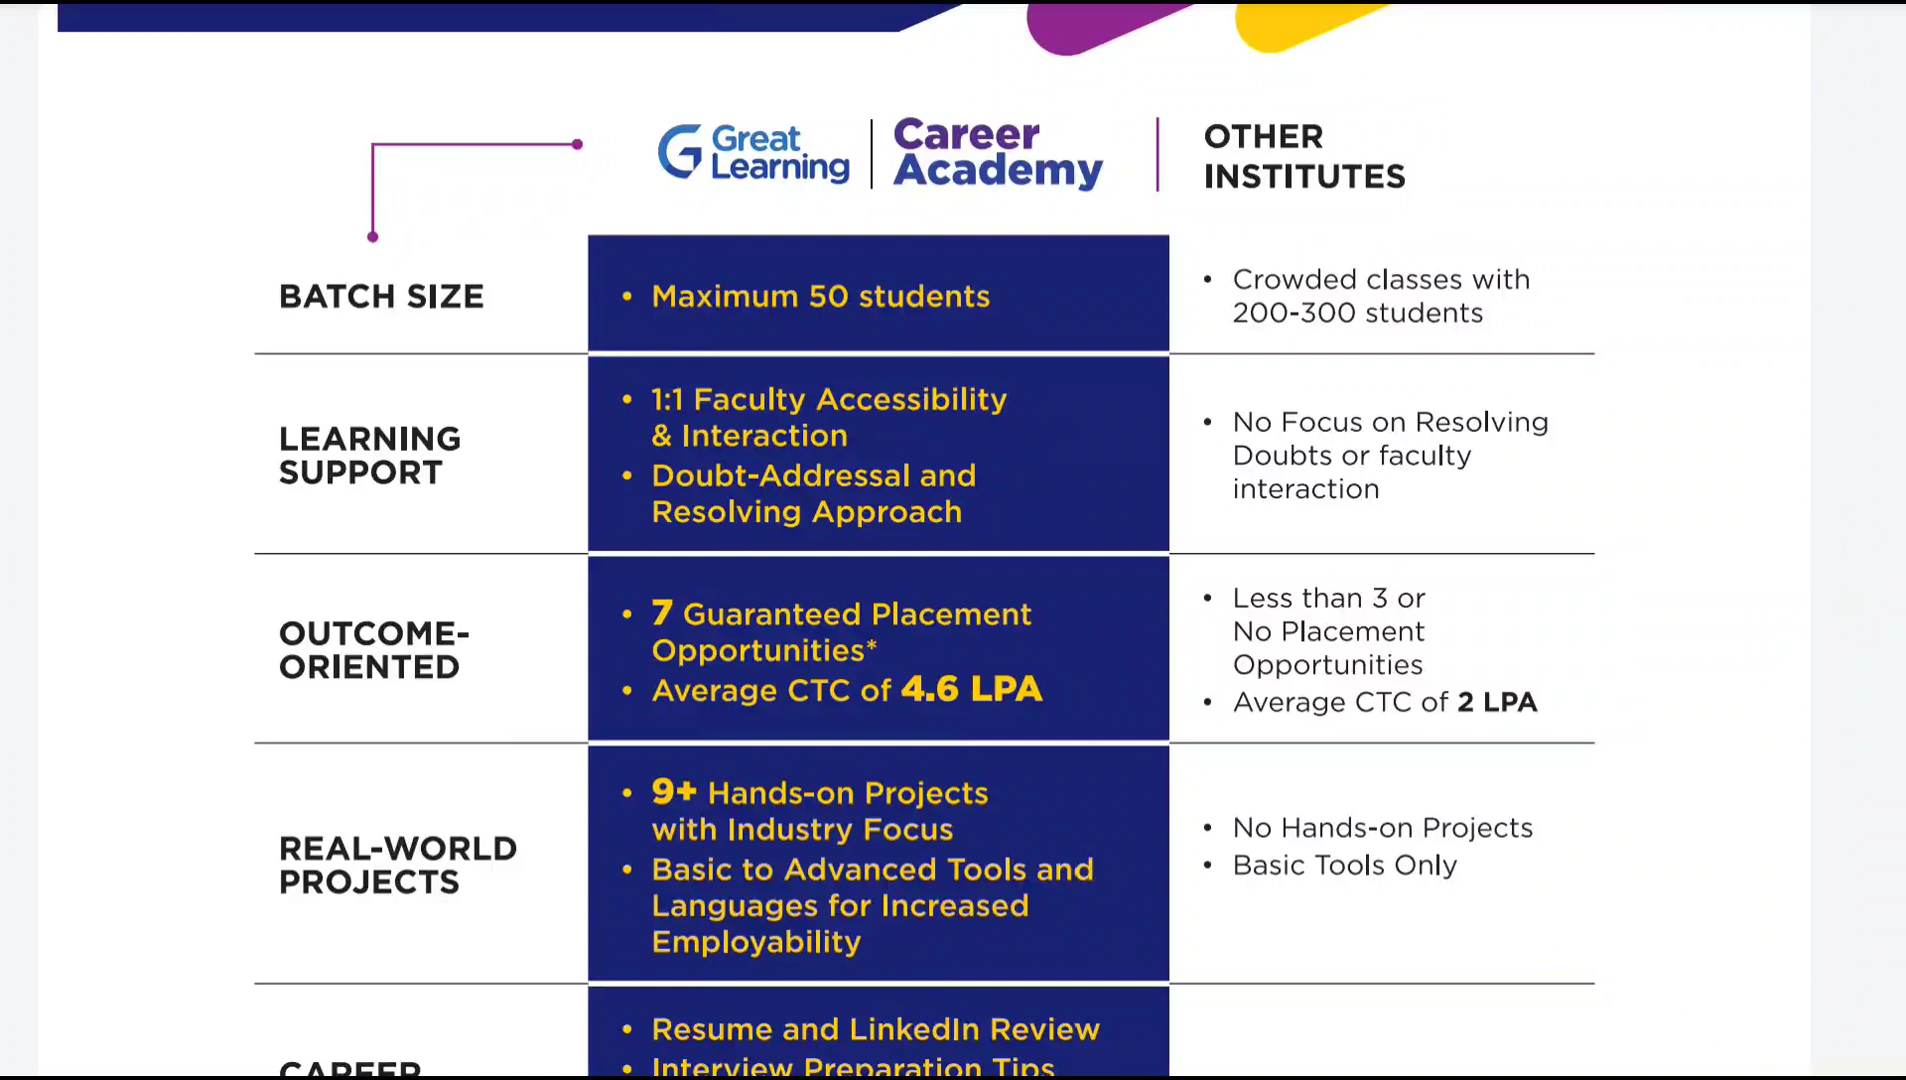 Great
Learning
Career
Academy
OTHER
INSTITUTES
BATCH SIZE
• Maximum 50 students
• Crowded classes with
200-300 students
LEARNING
SUPPORT
• 1:1 Faculty Accessibility
& Interaction
• Doubt-Addressal and
Resolving Approach
• No Focus on Resolving
Doubts or faculty
interaction
OUTCOME-
ORIENTED
• 7 Guaranteed Placement
Opportunities*
• Average CTC of 4.6 LPA
• Less than 3 or
No Placement
Opportunities
• Average CTC of 2 LPA
REAL-WORLD
PROJECTS
• 9+ Hands-on Projects
with Industry Focus
• Basic to Advanced Tools and
Languages for Increased
Employability
• No Hands-on Projects
• Basic Tools Only
CAREER
• Resume and LinkedIn Review
• Interview Preparation Tips